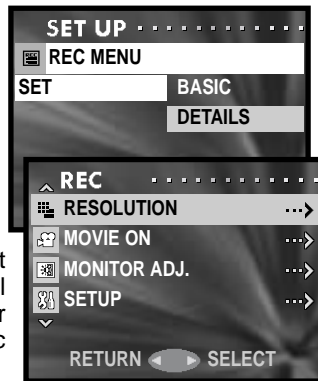 SET UP
REC MENU
SET BASIC
DETAILS
REC
RESOLUTION
MOVIE ON
MONITOR ADJ.
SETUP
RETURN SELECT
t
l
r
c